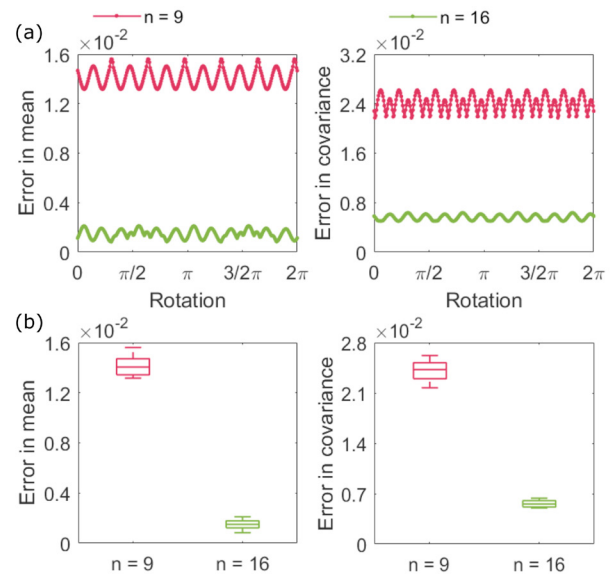 n = 9
n = 16
(a)
×10⁻²
1.6
1.2
0.8
0.4
0
Error in mean
0
π/2
π
3/2π
2π
Rotation
×10⁻²
3.2
2.4
1.6
0.8
0
Error in covariance
0
π/2
π
3/2π
2π
Rotation
(b)
×10⁻²
1.6
1.2
0.8
0.4
0
Error in mean
n = 9
n = 16
×10⁻²
2.8
2.1
1.4
0.7
0
Error in covariance
n = 9
n = 16